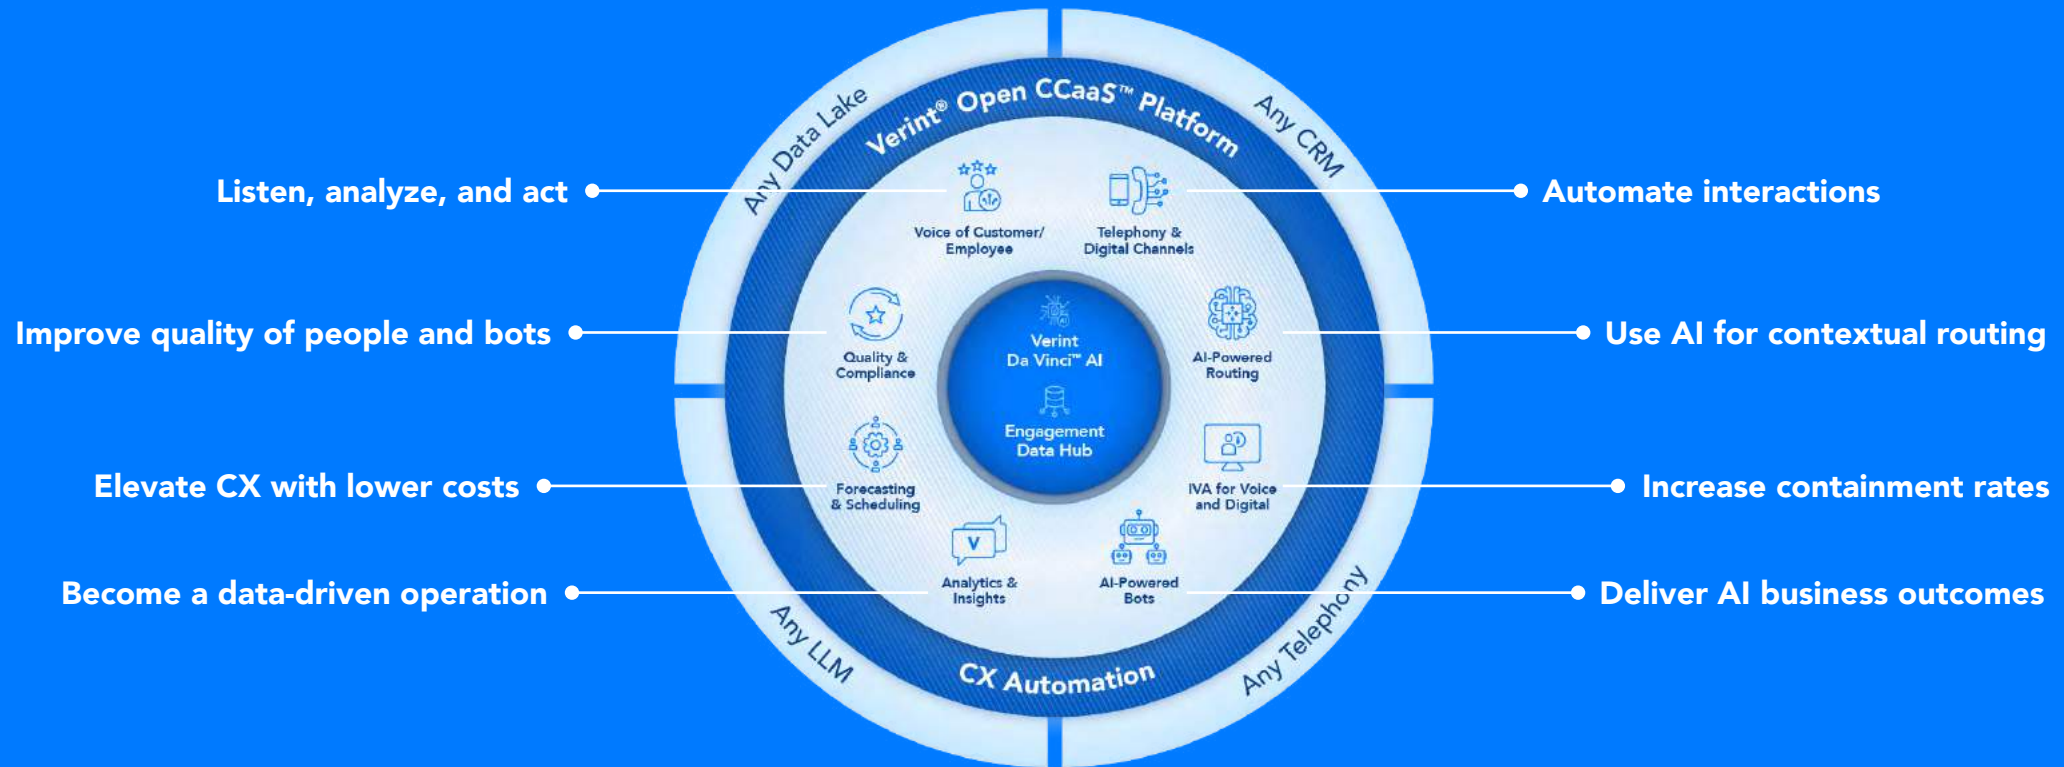 Verint® Open CCaaS™ Platform
Any Data Lake
Any CRM
Listen, analyze, and act
Voice of Customer/
Employee
Telephony &
Digital Channels
Automate interactions
Improve quality of people and bots
Quality &
Compliance
Verint
Da Vinci™ AI
AI
AI-Powered
Routing
Use AI for contextual routing
Engagement
Data Hub
Elevate CX with lower costs
Forecasting
& Scheduling
IVA for Voice
and Digital
Increase containment rates
V
Become a data-driven operation
Analytics &
Insights
AI-Powered
Bots
Deliver AI business outcomes
Any LLM
Any Telephony
CX Automation